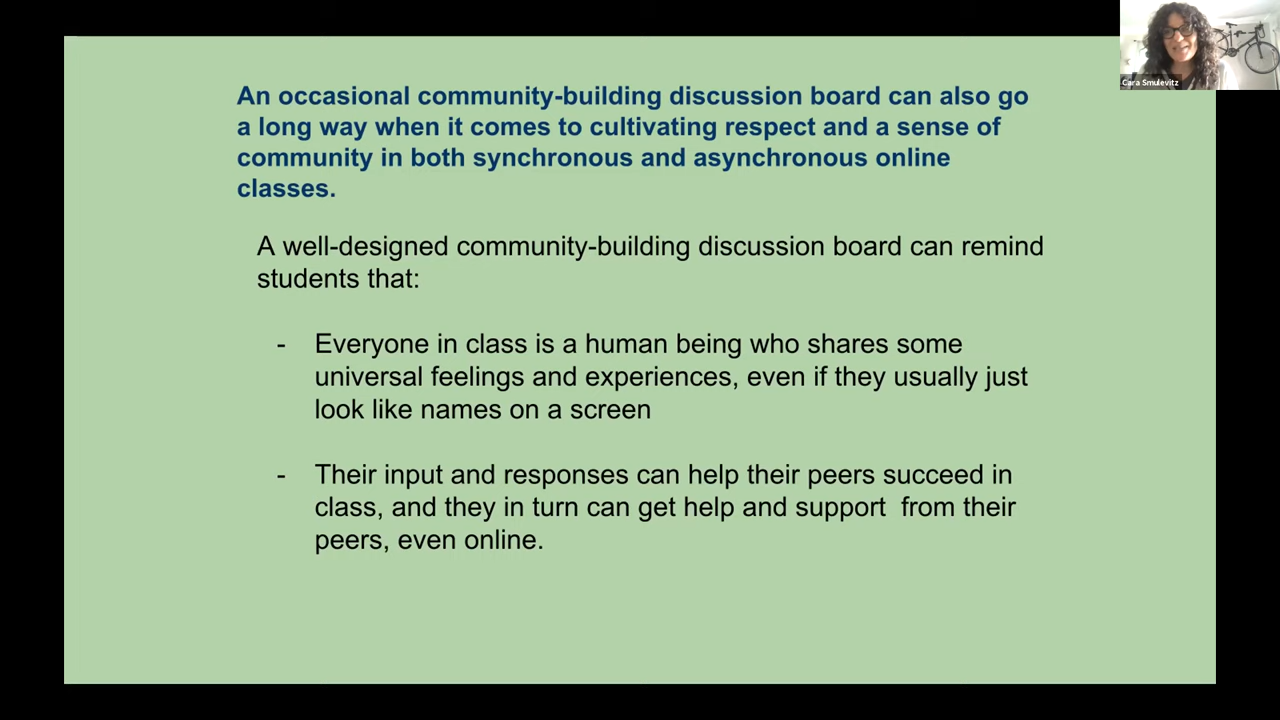 Cara Smulevitz
An occasional community-building discussion board can also go
a long way when it comes to cultivating respect and a sense of
community in both synchronous and asynchronous online
classes.
A well-designed community-building discussion board can remind
students that:
- Everyone in class is a human being who shares some
universal feelings and experiences, even if they usually just
look like names on a screen
- Their input and responses can help their peers succeed in
class, and they in turn can get help and support  from their
peers, even online.